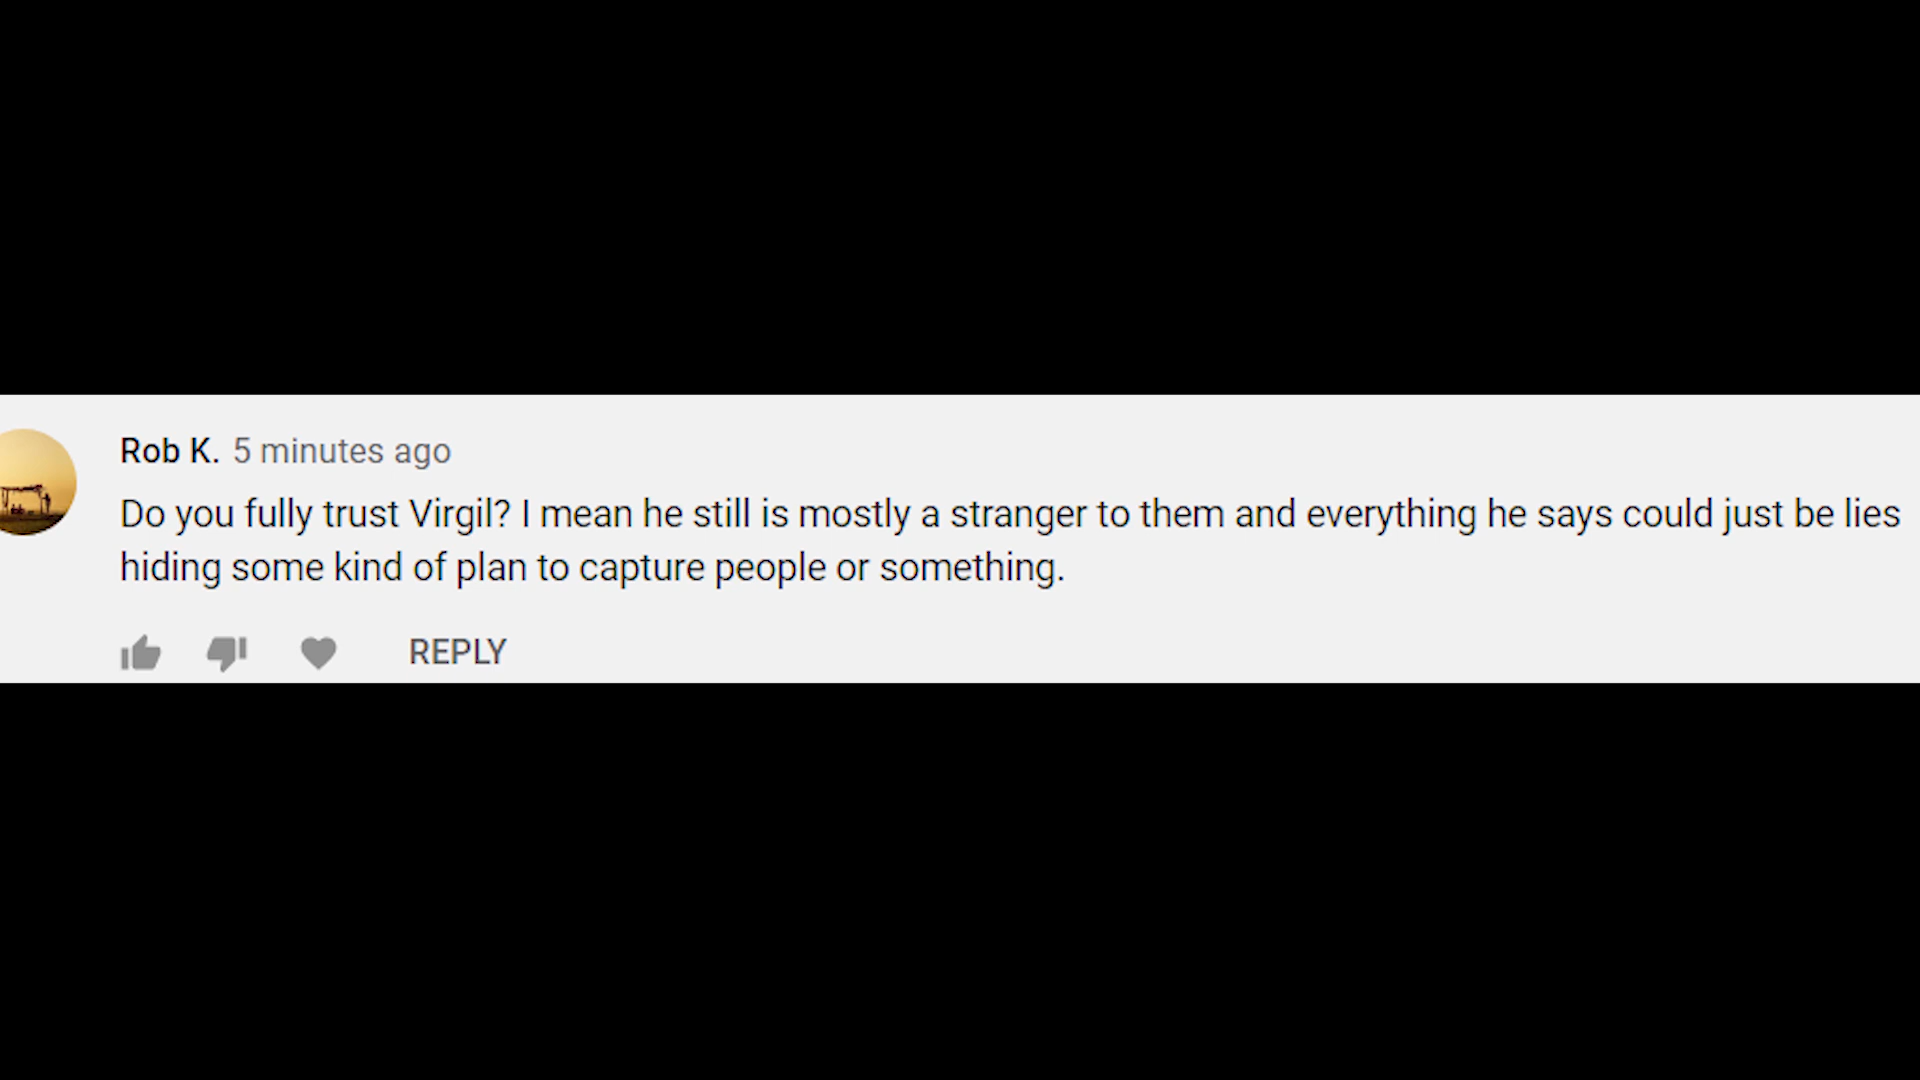 Rob K. 5 minutes ago
Do you fully trust Virgil? I mean he still is mostly a stranger to them and everything he says could just be lies
hiding some kind of plan to capture people or something.
REPLY